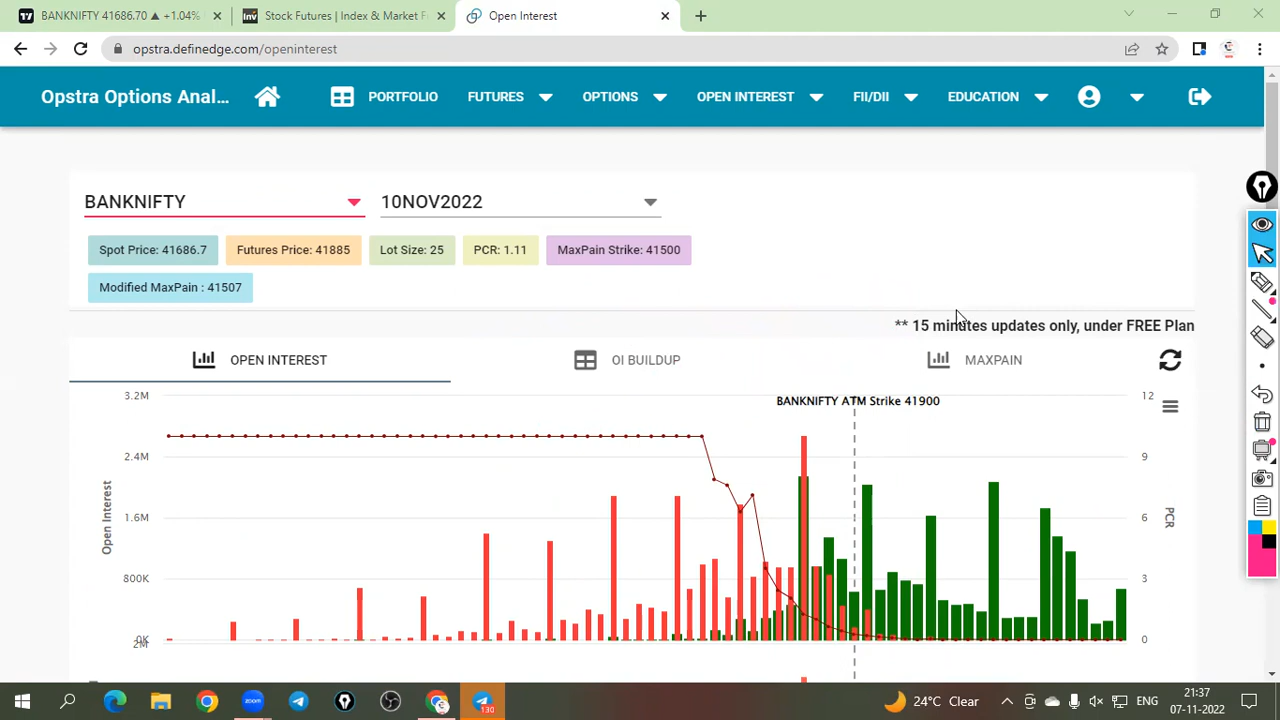 BANKNIFTY 41686.70 ▲ +1.04%
Stock Futures | Index & Market F
Open Interest
opstra.definedge.com/openinterest
Opstra Options Anal...
PORTFOLIO
FUTURES
OPTIONS
OPEN INTEREST
FII/DII
EDUCATION
BANKNIFTY
10NOV2022
Spot Price: 41686.7
Futures Price: 41885
Lot Size: 25
PCR: 1.11
MaxPain Strike: 41500
Modified MaxPain : 41507
** 15 minutes updates only, under FREE Plan
OPEN INTEREST
OI BUILDUP
MAXPAIN
BANKNIFTY ATM Strike 41900
3.2M
2.4M
1.6M
800K
0K
2M
Open Interest
12
9
6
3
0
PCR
zoom
130
24°C Clear
ENG
21:37
07-11-2022